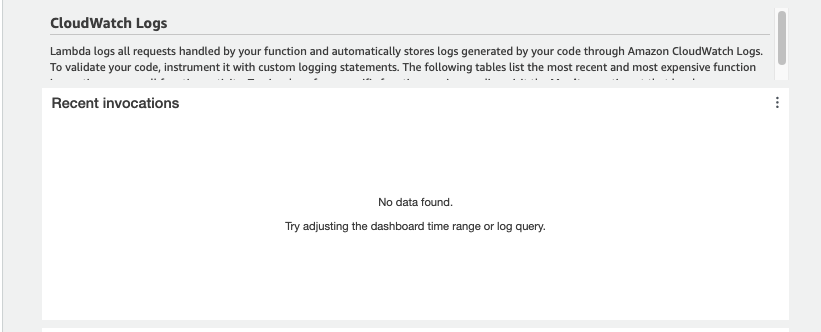 CloudWatch Logs
Lambda logs all requests handled by your function and automatically stores logs generated by your code through Amazon CloudWatch Logs.
To validate your code, instrument it with custom logging statements. The following tables list the most recent and most expensive function
Recent invocations
No data found.
Try adjusting the dashboard time range or log query.